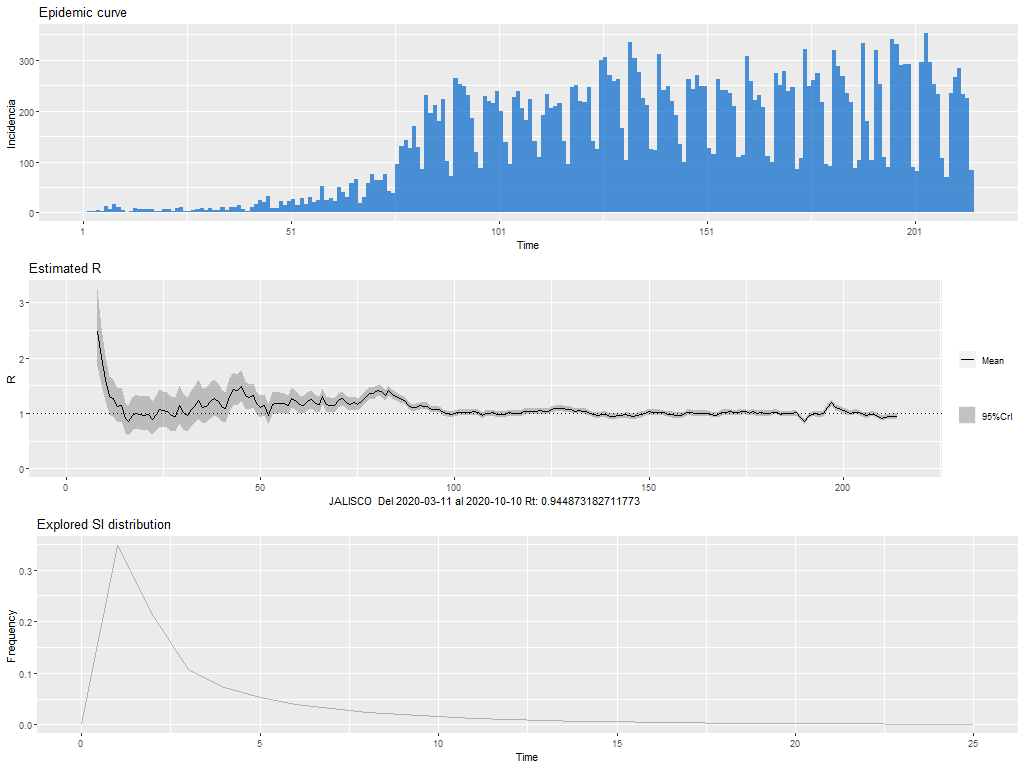 Epidemic curve
300
200
100
0
Incidencia
1 51 101 151 201
Time
Estimated R
3
2
1
0
R
Mean
95%CrI
0 50 100 150 200
JALISCO Del 2020-03-11 al 2020-10-10 Rt: 0.944873182711773
Explored SI distribution
0.3
0.2
0.1
0.0
Frequency
0 5 10 15 20 25
Time